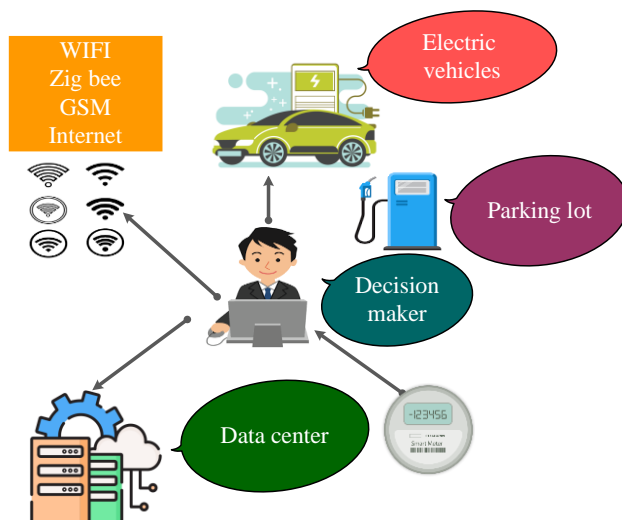 WIFI
Zig bee
GSM
Internet
Electric
vehicles
Parking lot
Decision
maker
Data center
-123456
Smart Meter